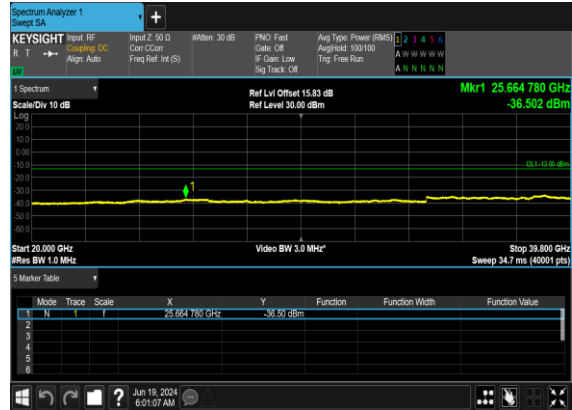 Spectrum Analyzer 1
Swept SA
+
KEYSIGHT Input: RF Input Z: 50 Ω #Atten: 30 dB PNO: Fast Avg Type: Power (RMS) 1 2 3 4 5 6
R T Coupling: DC Corr CCorr Gate: Off Avg|Hold: 100/100 A W W W W W
Align: Auto Freq Ref: Int (S) IF Gain: Low Trig: Free Run
LXI Sig Track: Off A N N N N N
1 Spectrum Ref Lvl Offset 15.83 dB Mkr1 25.664 780 GHz
Scale/Div 10 dB Ref Level 30.00 dBm -36.502 dBm
Log
20.0
10.0
0.00
-10.0
DL1 -13.00 dBm
-20.0
-30.0
1
-40.0
-50.0
-60.0
Start 20.000 GHz Video BW 3.0 MHz* Stop 39.800 GHz
#Res BW 1.0 MHz Sweep 34.7 ms (40001 pts)
5 Marker Table
Mode Trace Scale X Y Function Function Width Function Value
1 N 1 f 25.664 780 GHz -36.50 dBm
2
3
4
5
6
? Jun 19, 2024
6:01:07 AM